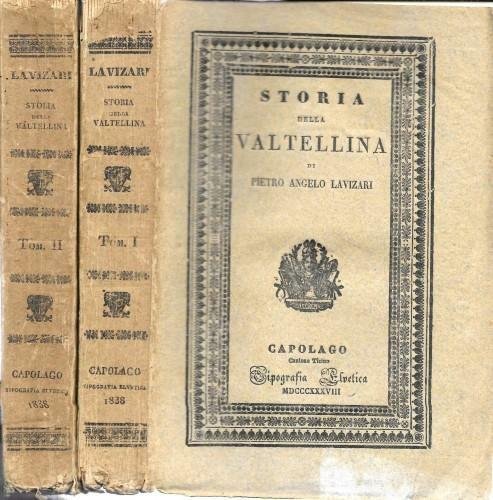 LAVIZARI
STORIA
DELLA
VALTELLINA
TOM. II
CAPOLAGO
TIPOGRAFIA ELVETICA
1838
LAVIZARI
STORIA
DELLA
VALTELLINA
TOM. I
CAPOLAGO
TIPOGRAFIA ELVETICA
1838
STORIA
DELLA
VALTELLINA
DI
PIETRO ANGELO LAVIZARI
CAPOLAGO
Cantone Ticino
Tipografia Elvetica
MDCCCXXXVIII